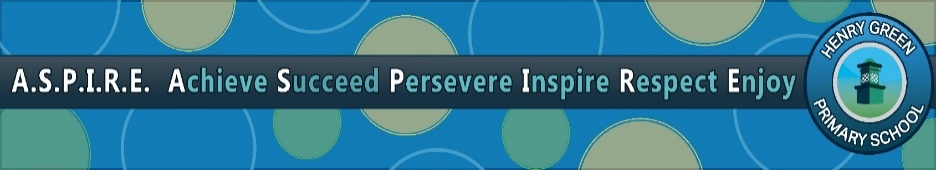 A.S.P.I.R.E. Achieve Succeed Persevere Inspire Respect Enjoy
HENRY GREEN
PRIMARY SCHOOL